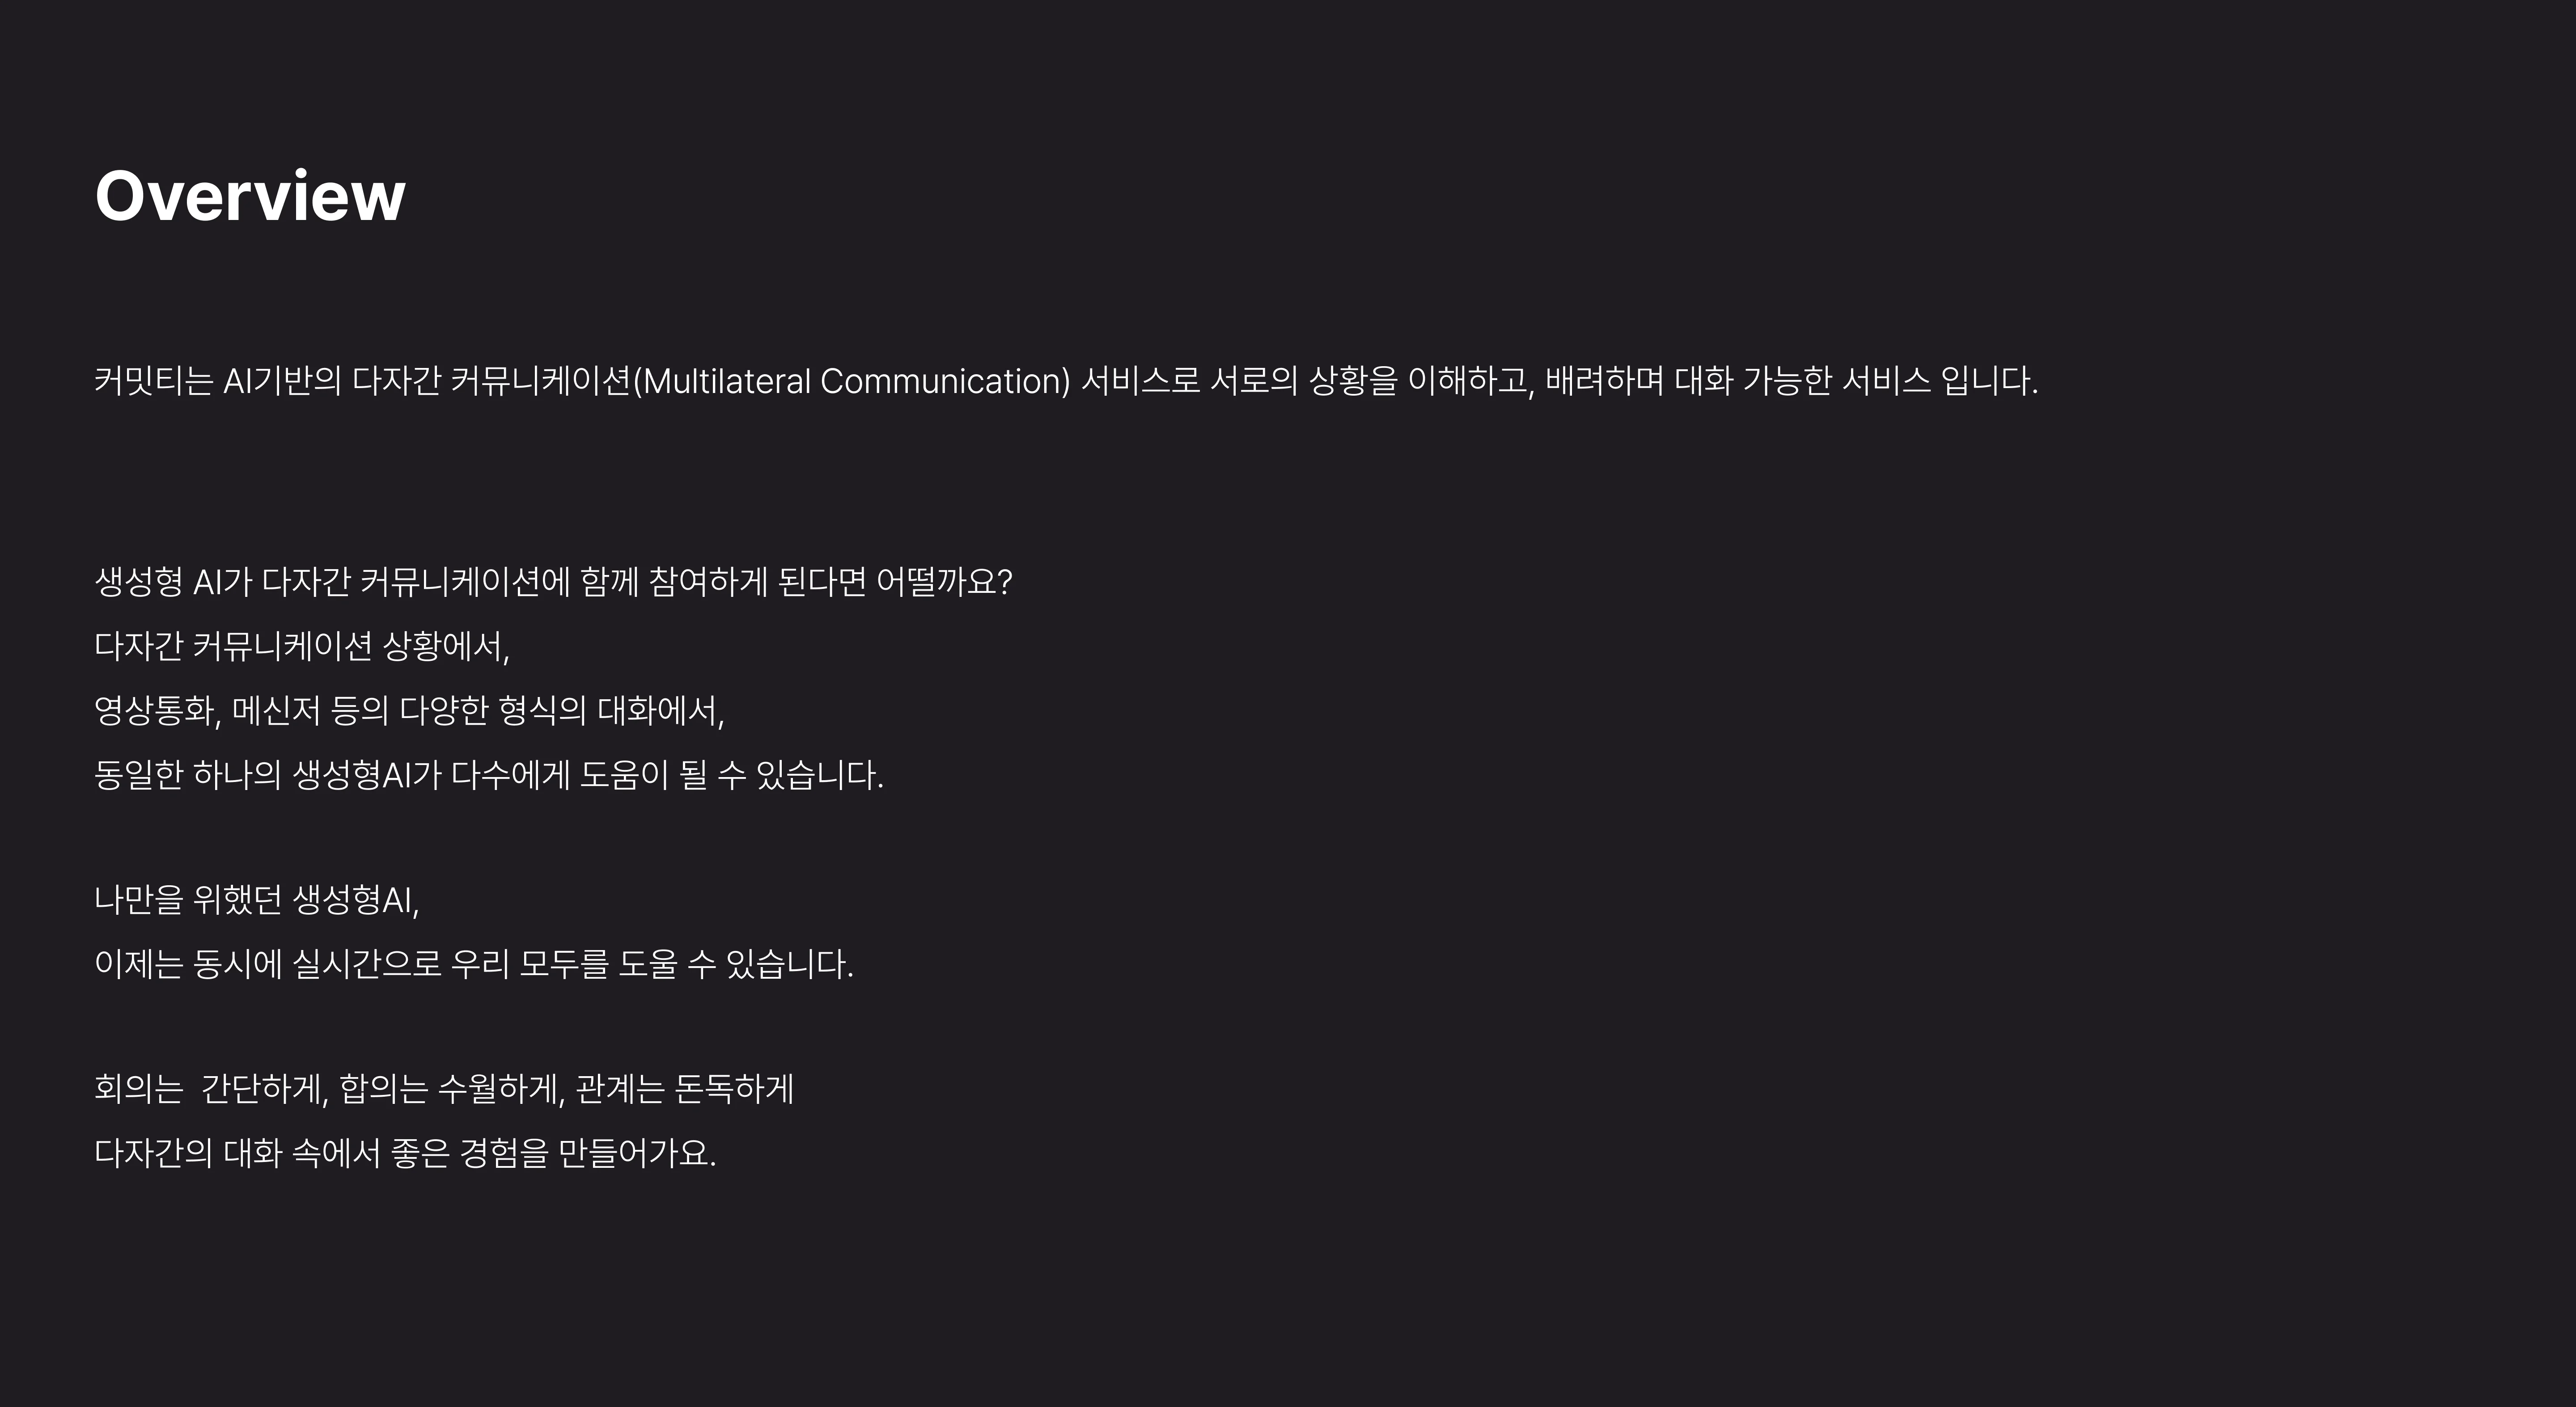 Overview
커밋티는 AI기반의 다자간 커뮤니케이션(Multilateral Communication) 서비스로 서로의 상황을 이해하고, 배려하며 대화 가능한 서비스 입니다.
생성형 AI가 다자간 커뮤니케이션에 함께 참여하게 된다면 어떨까요?
다자간 커뮤니케이션 상황에서,
영상통화, 메신저 등의 다양한 형식의 대화에서,
동일한 하나의 생성형AI가 다수에게 도움이 될 수 있습니다.
나만을 위했던 생성형AI,
이제는 동시에 실시간으로 우리 모두를 도울 수 있습니다.
회의는  간단하게, 합의는 수월하게, 관계는 돈독하게
다자간의 대화 속에서 좋은 경험을 만들어가요.